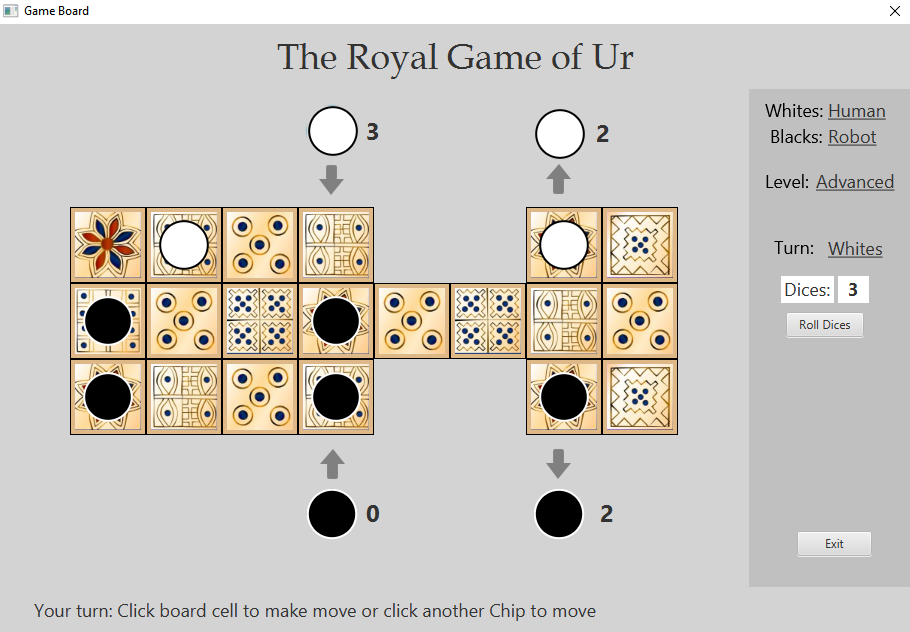 Game Board
The Royal Game of Ur
3
2
Whites: Human
Blacks: Robot
Level: Advanced
Turn: Whites
Dices: 3
Roll Dices
0
2
Exit
Your turn: Click board cell to make move or click another Chip to move